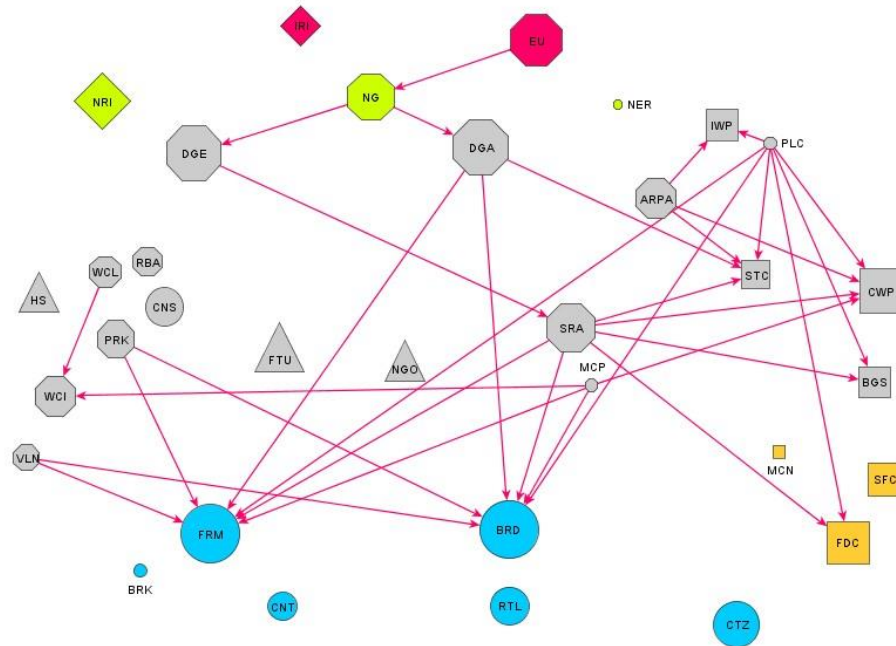 IRI
EU
NRI
NG
NER
DGE
DGA
IWP
PLC
ARPA
WCL
RBA
HS
CNS
STC
CWP
PRK
FTU
NGO
SRA
MCP
WCI
BGS
VLN
MCN
SFC
FRM
BRD
FDC
BRK
CNT
RTL
CTZ